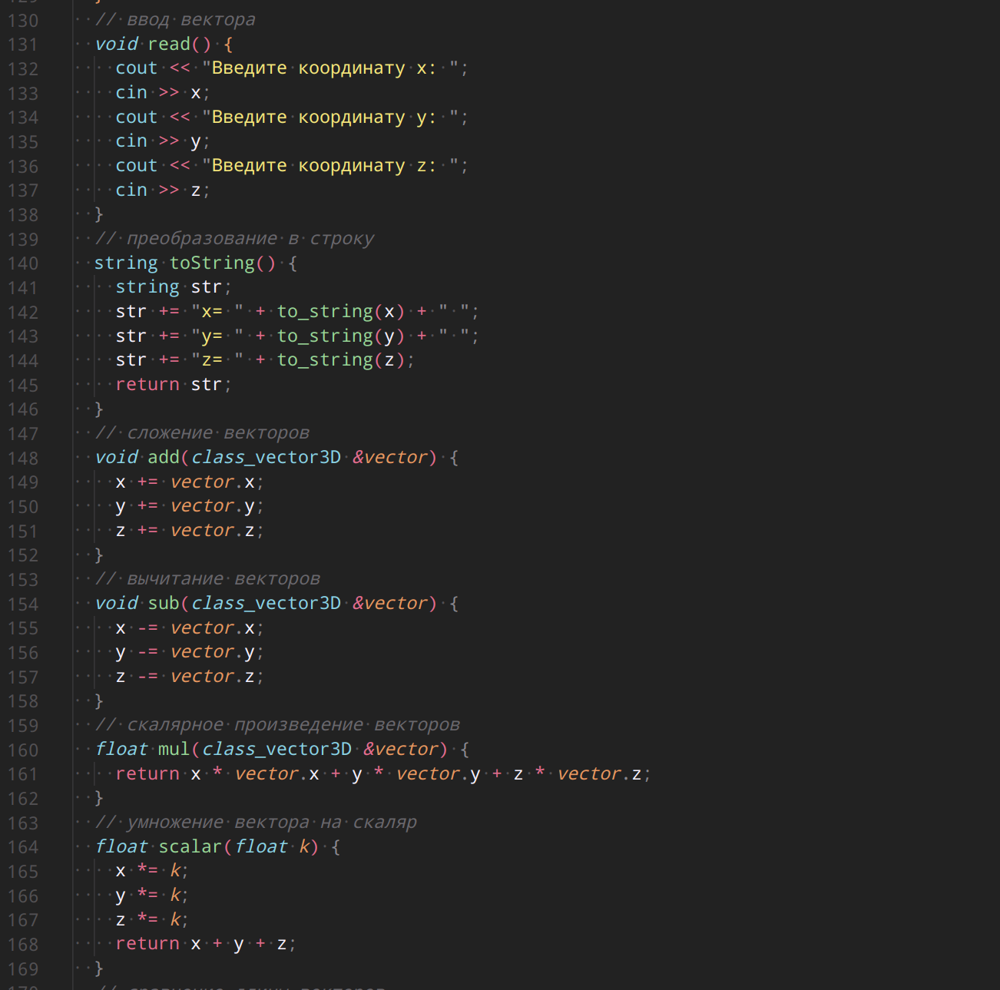 130 // ввод вектора
131 void read() {
132 cout << "Введите координату x: ";
133 cin >> x;
134 cout << "Введите координату y: ";
135 cin >> y;
136 cout << "Введите координату z: ";
137 cin >> z;
138 }
139 // преобразование в строку
140 string toString() {
141 string str;
142 str += "x= " + to_string(x) + " ";
143 str += "y= " + to_string(y) + " ";
144 str += "z= " + to_string(z);
145 return str;
146 }
147 // сложение векторов
148 void add(class_vector3D &vector) {
149 x += vector.x;
150 y += vector.y;
151 z += vector.z;
152 }
153 // вычитание векторов
154 void sub(class_vector3D &vector) {
155 x -= vector.x;
156 y -= vector.y;
157 z -= vector.z;
158 }
159 // скалярное произведение векторов
160 float mul(class_vector3D &vector) {
161 return x * vector.x + y * vector.y + z * vector.z;
162 }
163 // умножение вектора на скаляр
164 float scalar(float k) {
165 x *= k;
166 y *= k;
167 z *= k;
168 return x + y + z;
169 }